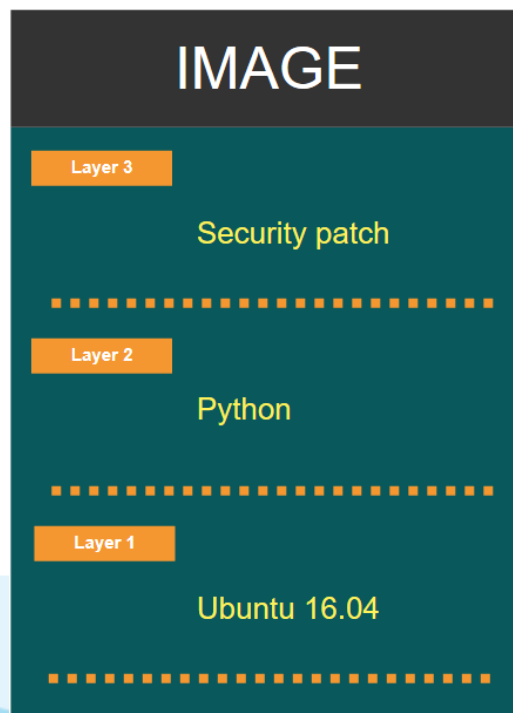 IMAGE
Layer 3
Security patch
Layer 2
Python
Layer 1
Ubuntu 16.04